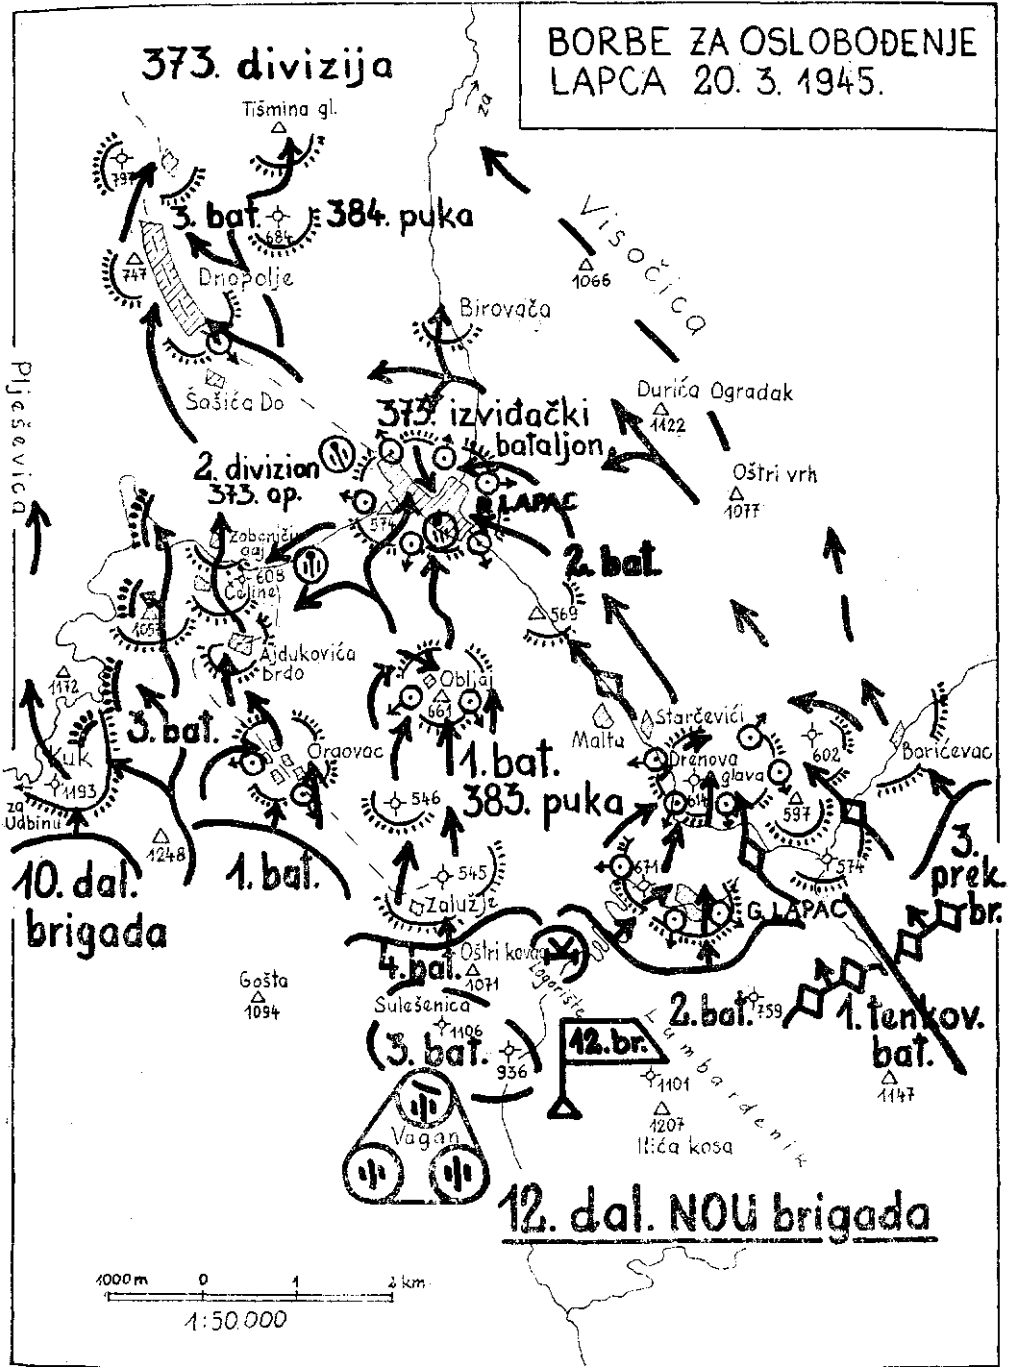 BORBE ZA OSLOBOĐENJE
LAPCA 20. 3. 1945.
373. divizija
Tišmina gl.
za
797
3. bat. 384. puka
684
747
Dnopolje
Visočica
1066
Birovača
Plješevica
Šašića Do
Durića Ogradak
1122
373. izviđački
bataljon
2. divizion
373. ap.
Oštri vrh
1077
574
LAPAC
2. bat.
Zoboričin
gaj
603
Ćeline
1057
569
Ajdukovića
brdo
1172
Obljaj
661
3. bat.
Starčevići
Malta
Kuk
1193
za
Udbinu
Oraovac
1. bat.
383. puka
546
Drenova
glava
614
602
Borićevac
597
1248
10. dal.
brigada
1. bat.
545
Zalužje
671
574
3.
prek.
br.
G. LAPAC
4. bat.
Oštri kovač
1071
Logorište
Gošta
1094
Sulešenica
1106
3. bat.
936
2. bat.
759
1. tenkov.
bat.
12. br.
Lumbardenik
1101
1147
1207
Ilića kosa
Vagan
12. dal. NOU brigada
1000 m 0 1 2 km
1:50.000